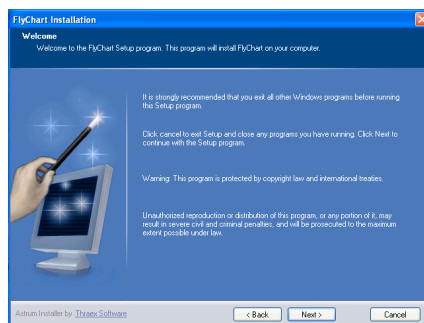 FlyChart Installation
Welcome
Welcome to the FlyChart Setup program. This program will install FlyChart on your computer.
It is strongly recommended that you exit all other Windows programs before running
this Setup program.
Click cancel to exit Setup and close any programs you have running. Click Next to
continue with the Setup program.
Warning: This program is protected by copyright law and international treaties.
Unauthorized reproduction or distribution of this program, or any portion of it, may
result in severe civil and criminal penalties, and will be prosecuted to the maximum
extent possible under law.
Astrum Installer by Thraex Software
< Back Next > Cancel